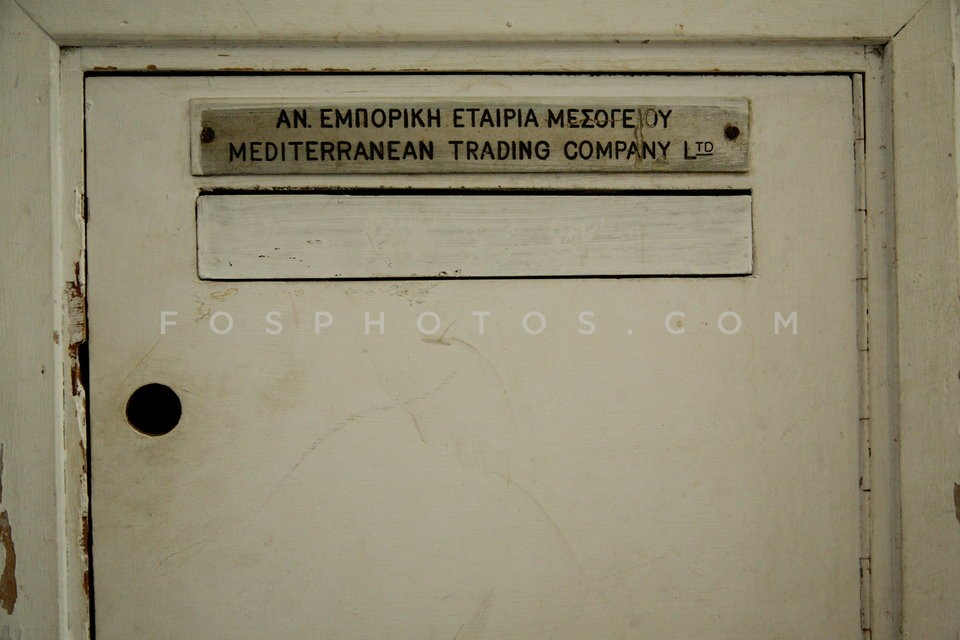 ΑΝ. ΕΜΠΟΡΙΚΗ ΕΤΑΙΡΙΑ ΜΕΣΟΓΕΙΟΥ
MEDITERRANEAN TRADING COMPANY LTD
FOSPHOTOS.COM